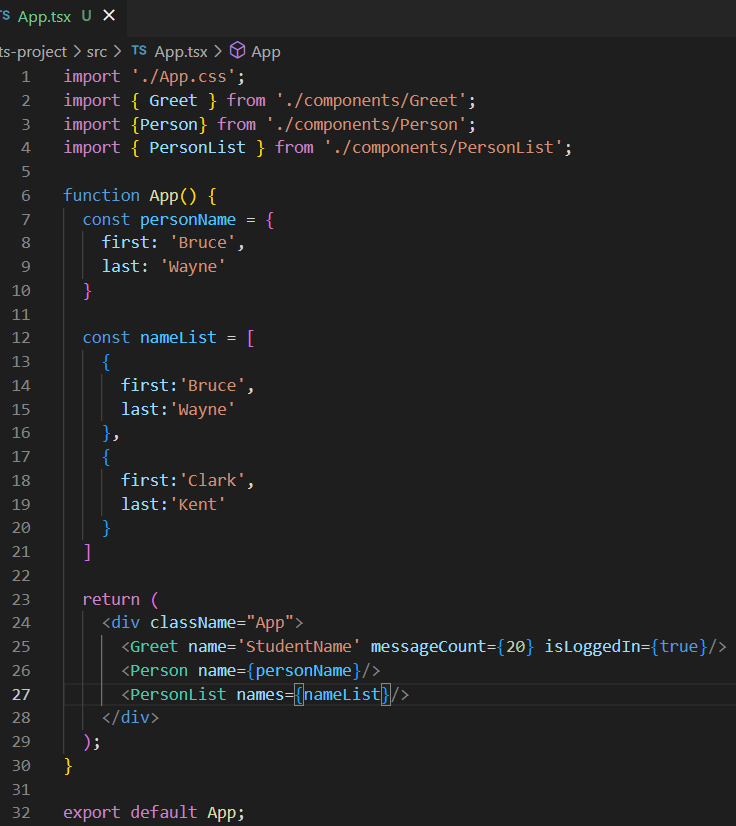 TS App.tsx U ✕
ts-project > src > TS App.tsx > App
1 import './App.css';
2 import { Greet } from './components/Greet';
3 import {Person} from './components/Person';
4 import { PersonList } from './components/PersonList';
5
6 function App() {
7   const personName = {
8     first: 'Bruce',
9     last: 'Wayne'
10   }
11
12   const nameList = [
13     {
14       first:'Bruce',
15       last:'Wayne'
16     },
17     {
18       first:'Clark',
19       last:'Kent'
20     }
21   ]
22
23   return (
24     <div className="App">
25       <Greet name='StudentName' messageCount={20} isLoggedIn={true}/>
26       <Person name={personName}/>
27       <PersonList names={nameList}/>
28     </div>
29   );
30 }
31
32 export default App;